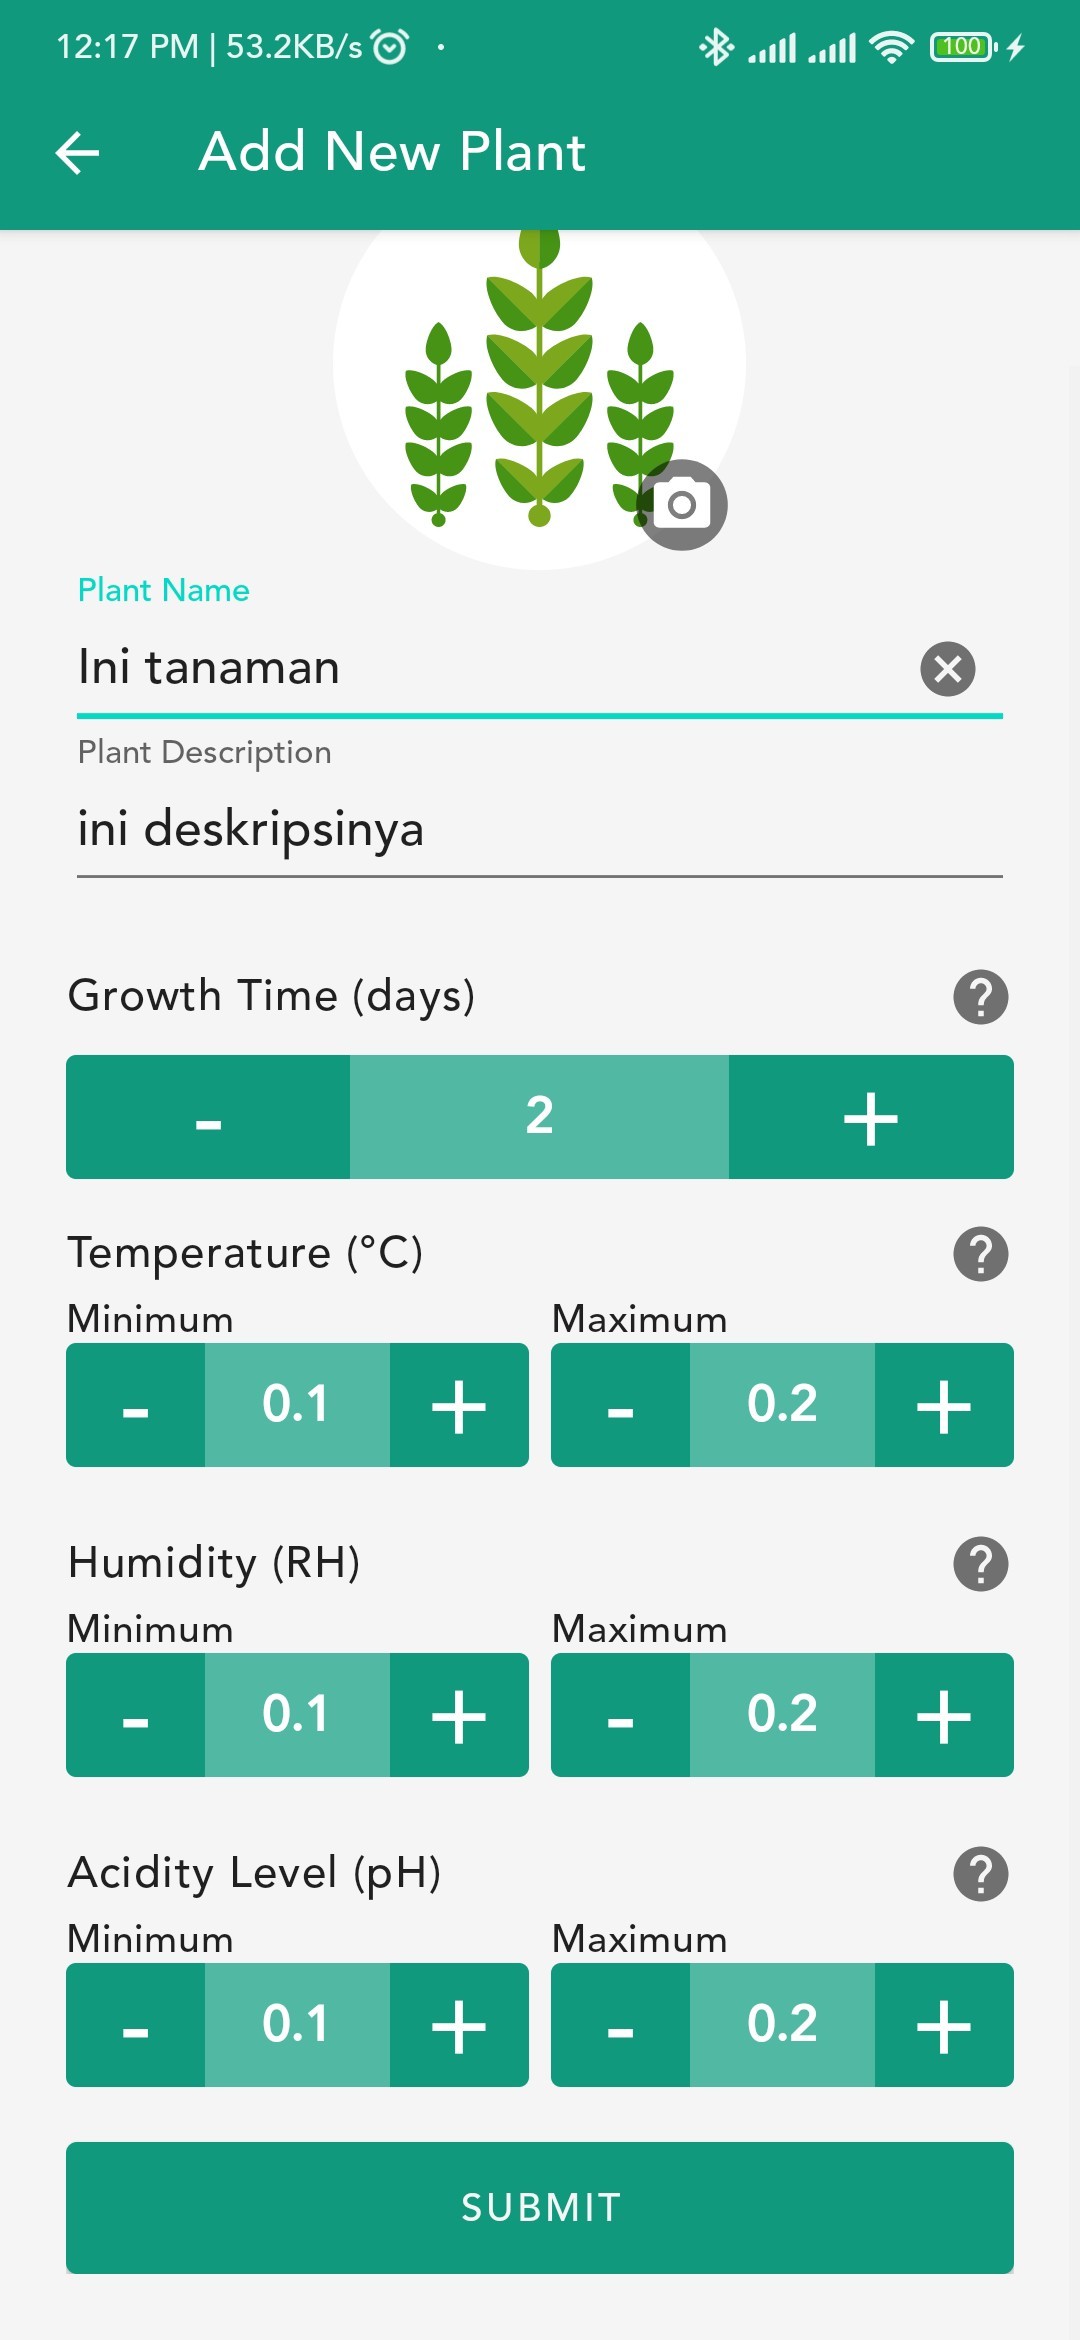 12:17 PM | 53.2KB/s
100
Add New Plant
Plant Name
Ini tanaman
Plant Description
ini deskripsinya
Growth Time (days)
?
- 2 +
Temperature (°C)
?
Minimum Maximum
- 0.1 + - 0.2 +
Humidity (RH)
?
Minimum Maximum
- 0.1 + - 0.2 +
Acidity Level (pH)
?
Minimum Maximum
- 0.1 + - 0.2 +
SUBMIT